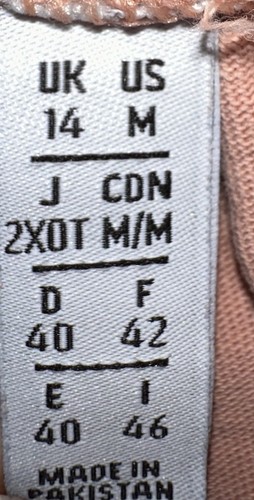 UK US
14 M
J CDN
2XOT M/M
D F
40 42
E I
40 46
MADE IN
PAKISTAN